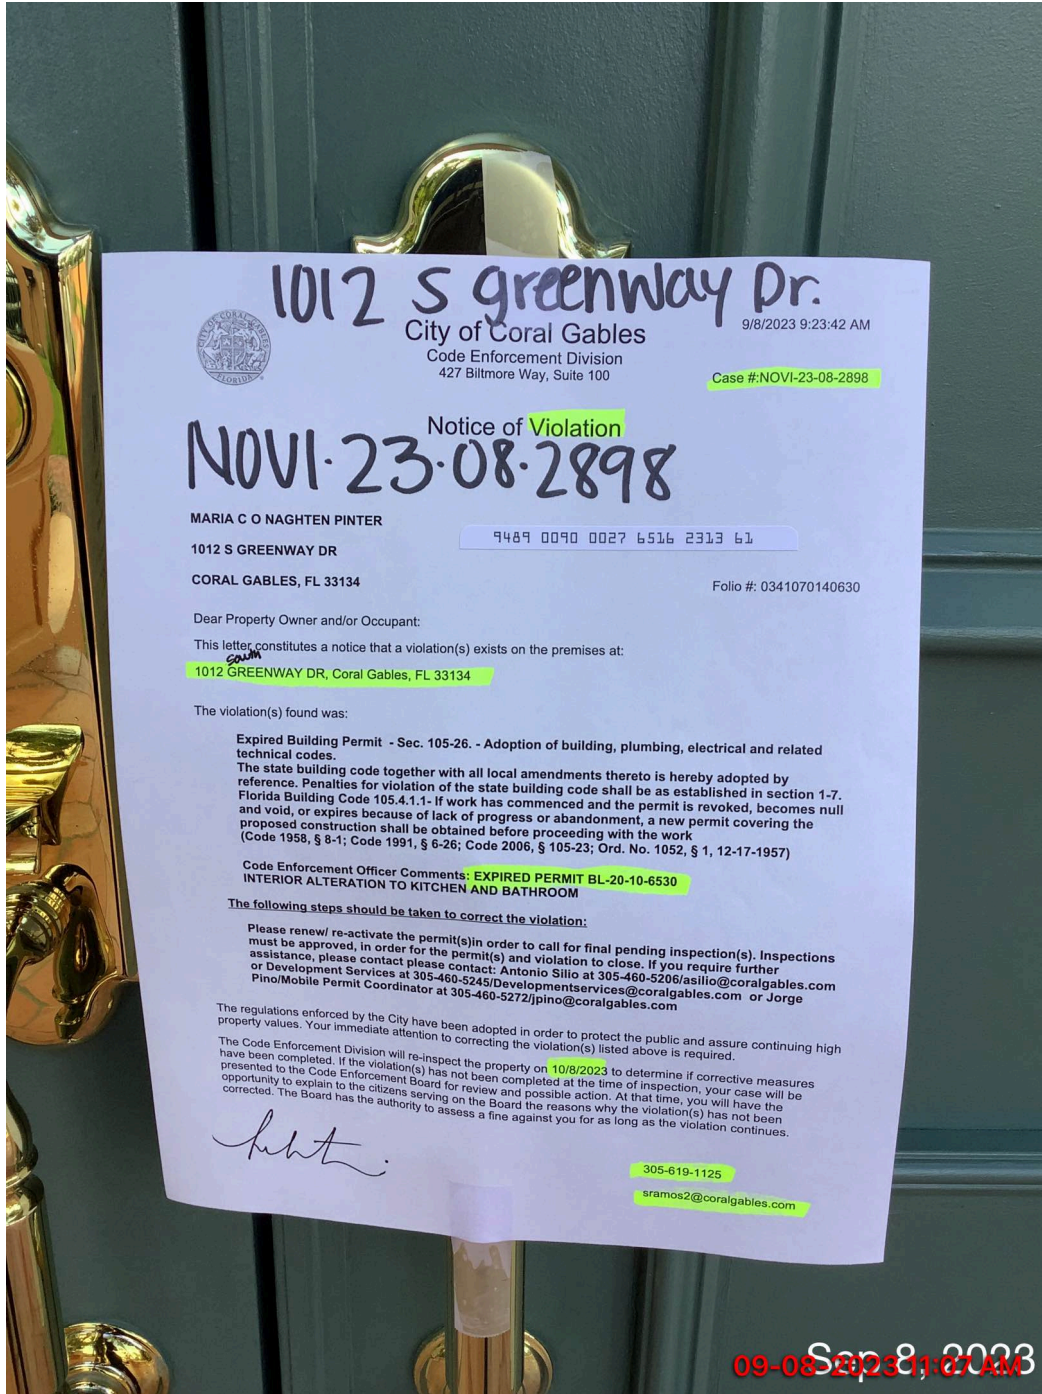 1012 S greenway Dr.
City of Coral Gables
9/8/2023 9:23:42 AM
Code Enforcement Division
427 Biltmore Way, Suite 100
Case #:NOVI-23-08-2898
CITY OF CORAL GABLES
FLORIDA
Notice of Violation
NOVI-23-08-2898
MARIA C O NAGHTEN PINTER
9489 0090 0027 6516 2313 61
1012 S GREENWAY DR
CORAL GABLES, FL 33134
Folio #: 0341070140630
Dear Property Owner and/or Occupant:
This letter constitutes a notice that a violation(s) exists on the premises at:
south
1012 GREENWAY DR, Coral Gables, FL 33134
The violation(s) found was:
Expired Building Permit - Sec. 105-26. - Adoption of building, plumbing, electrical and related
technical codes.
The state building code together with all local amendments thereto is hereby adopted by
reference. Penalties for violation of the state building code shall be as established in section 1-7.
Florida Building Code 105.4.1.1- If work has commenced and the permit is revoked, becomes null
and void, or expires because of lack of progress or abandonment, a new permit covering the
proposed construction shall be obtained before proceeding with the work
(Code 1958, § 8-1; Code 1991, § 6-26; Code 2006, § 105-23; Ord. No. 1052, § 1, 12-17-1957)
Code Enforcement Officer Comments: EXPIRED PERMIT BL-20-10-6530
INTERIOR ALTERATION TO KITCHEN AND BATHROOM
The following steps should be taken to correct the violation:
Please renew/ re-activate the permit(s)in order to call for final pending inspection(s). Inspections
must be approved, in order for the permit(s) and violation to close. If you require further
assistance, please contact please contact: Antonio Silio at 305-460-5206/asilio@coralgables.com
or Development Services at 305-460-5245/Developmentservices@coralgables.com or Jorge
Pino/Mobile Permit Coordinator at 305-460-5272/jpino@coralgables.com
The regulations enforced by the City have been adopted in order to protect the public and assure continuing high
property values. Your immediate attention to correcting the violation(s) listed above is required.
The Code Enforcement Division will re-inspect the property on 10/8/2023 to determine if corrective measures
have been completed. If the violation(s) has not been completed at the time of inspection, your case will be
presented to the Code Enforcement Board for review and possible action. At that time, you will have the
opportunity to explain to the citizens serving on the Board the reasons why the violation(s) has not been
corrected. The Board has the authority to assess a fine against you for as long as the violation continues.
305-619-1125
sramos2@coralgables.com
Sep 8, 2023
09-08-2023 11:07 AM